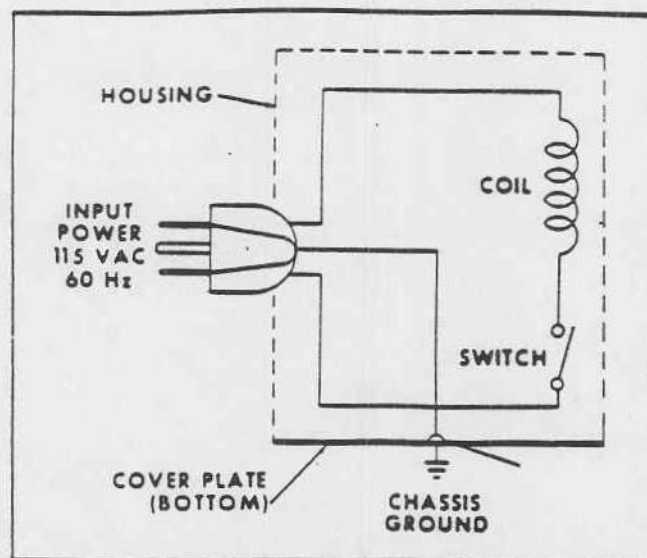 HOUSING
COIL
INPUT
POWER
115 VAC
60 Hz
SWITCH
COVER PLATE
(BOTTOM)
CHASSIS
GROUND